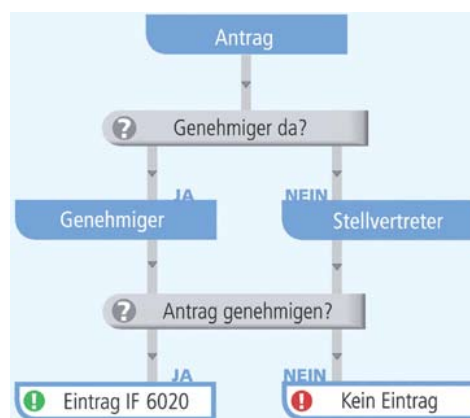 Antrag
Genehmiger da?
JA NEIN
Genehmiger Stellvertreter
Antrag genehmigen?
JA NEIN
Eintrag IF 6020 Kein Eintrag